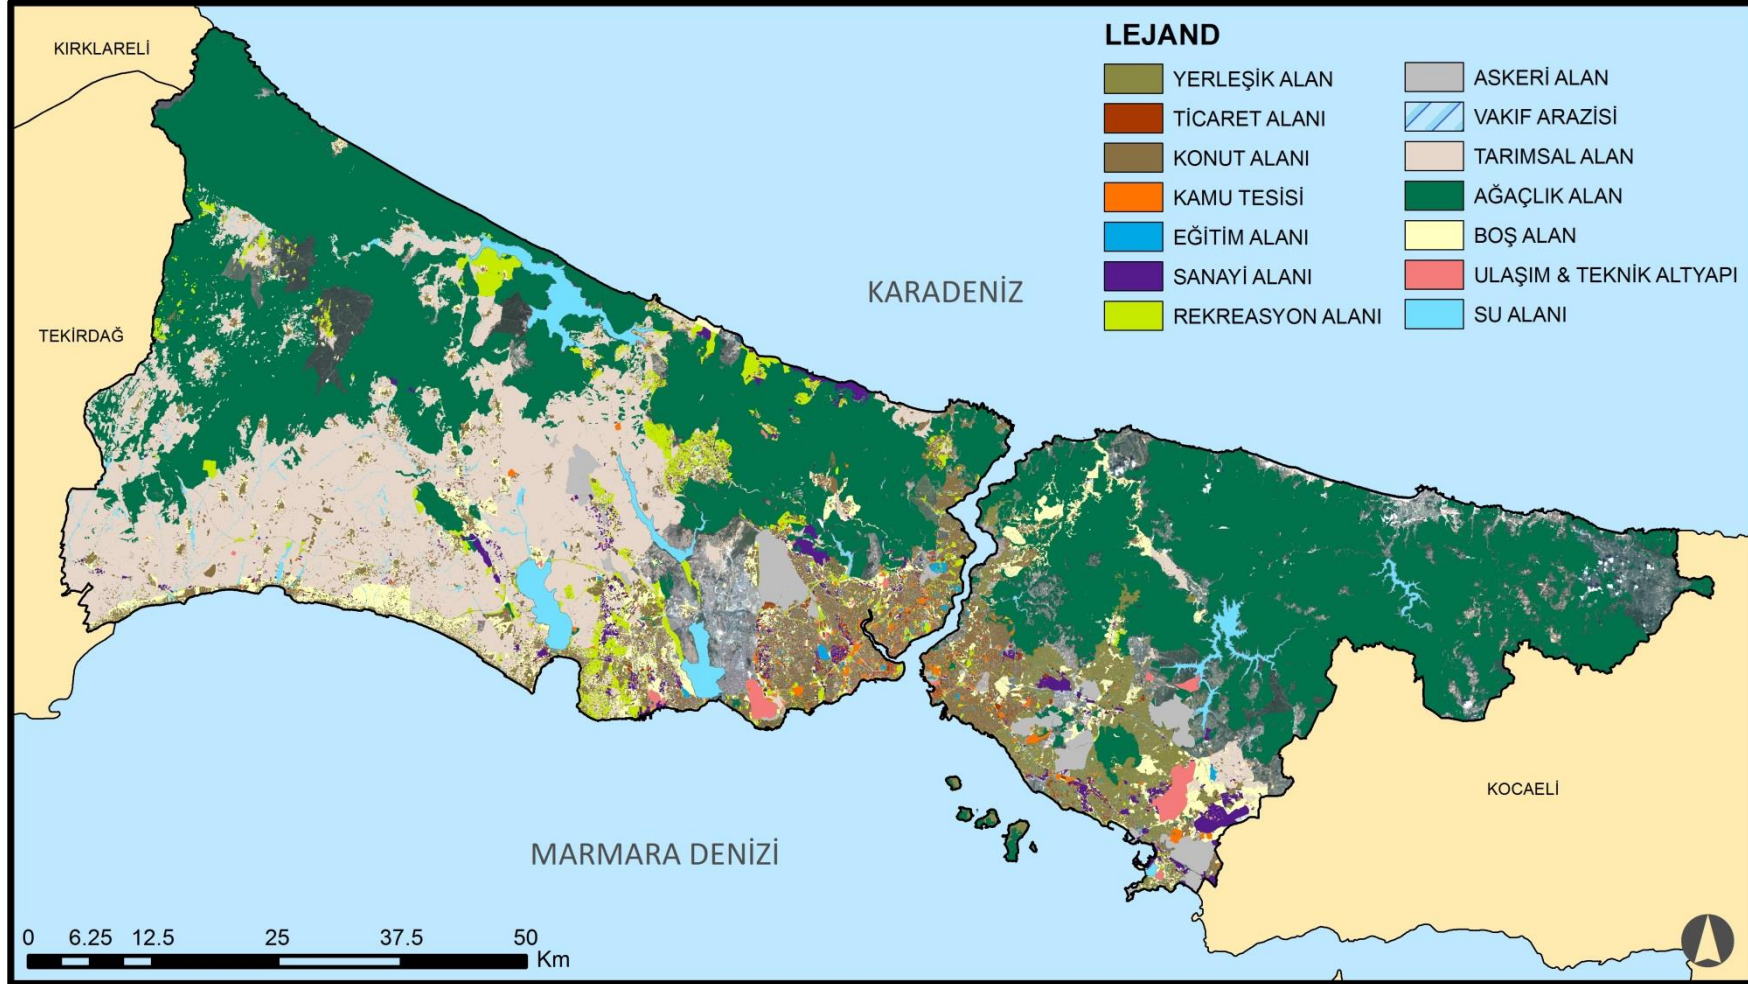 KIRKLARELİ
TEKİRDAĞ
KARADENİZ
MARMARA DENİZİ
KOCAELİ
LEJAND
YERLEŞİK ALAN
TİCARET ALANI
KONUT ALANI
KAMU TESİSİ
EĞİTİM ALANI
SANAYİ ALANI
REKREASYON ALANI
ASKERİ ALAN
VAKIF ARAZİSİ
TARIMSAL ALAN
AĞAÇLIK ALAN
BOŞ ALAN
ULAŞIM & TEKNİK ALTYAPI
SU ALANI
0 6.25 12.5 25 37.5 50
Km